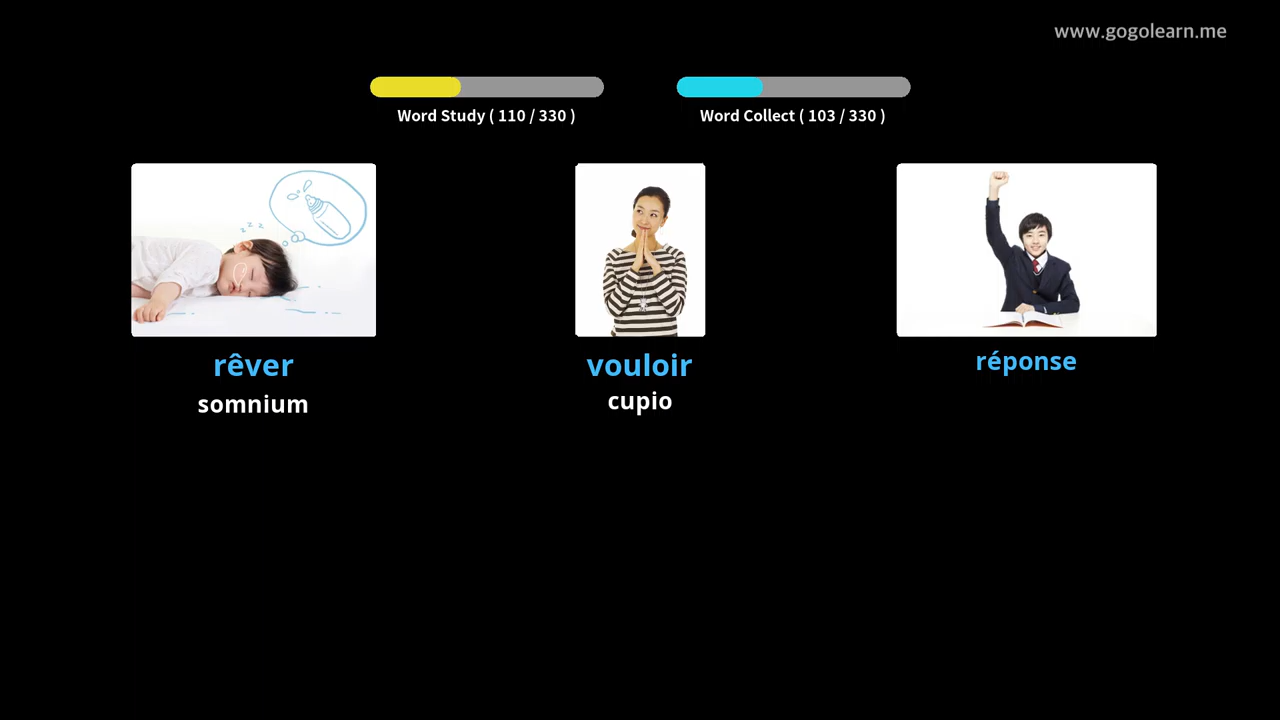 www.gogolearn.me
Word Study ( 110 / 330 )
Word Collect ( 103 / 330 )
z z z
rêver
vouloir
réponse
somnium
cupio